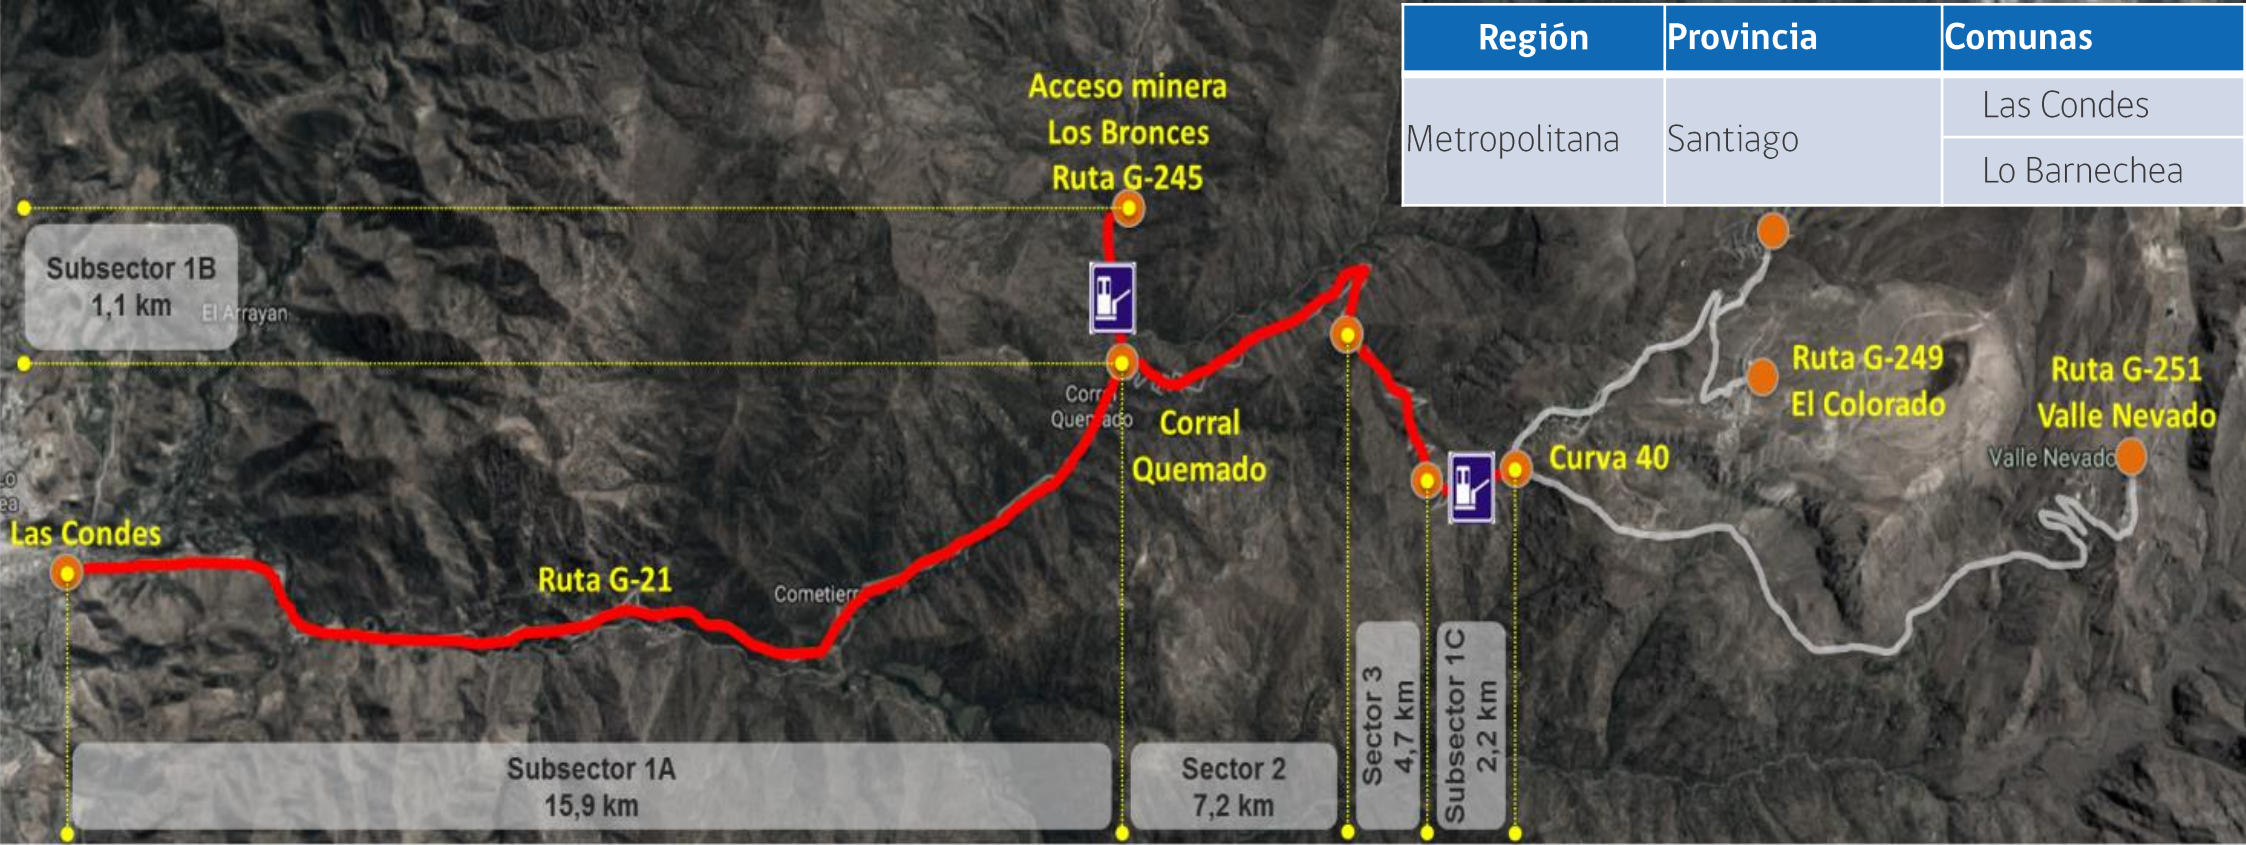 Región Provincia Comunas
Metropolitana Santiago Las Condes
Lo Barnechea
Acceso minera
Los Bronces
Ruta G-245
Subsector 1B
1,1 km
El Arrayan
Corral
Quemado
Corral
Quemado
Ruta G-249
El Colorado
Ruta G-251
Valle Nevado
Valle Nevado
Curva 40
Las Condes
Ruta G-21
Cometierr
Subsector 1A
15,9 km
Sector 2
7,2 km
Sector 3
4,7 km
Subsector 1C
2,2 km